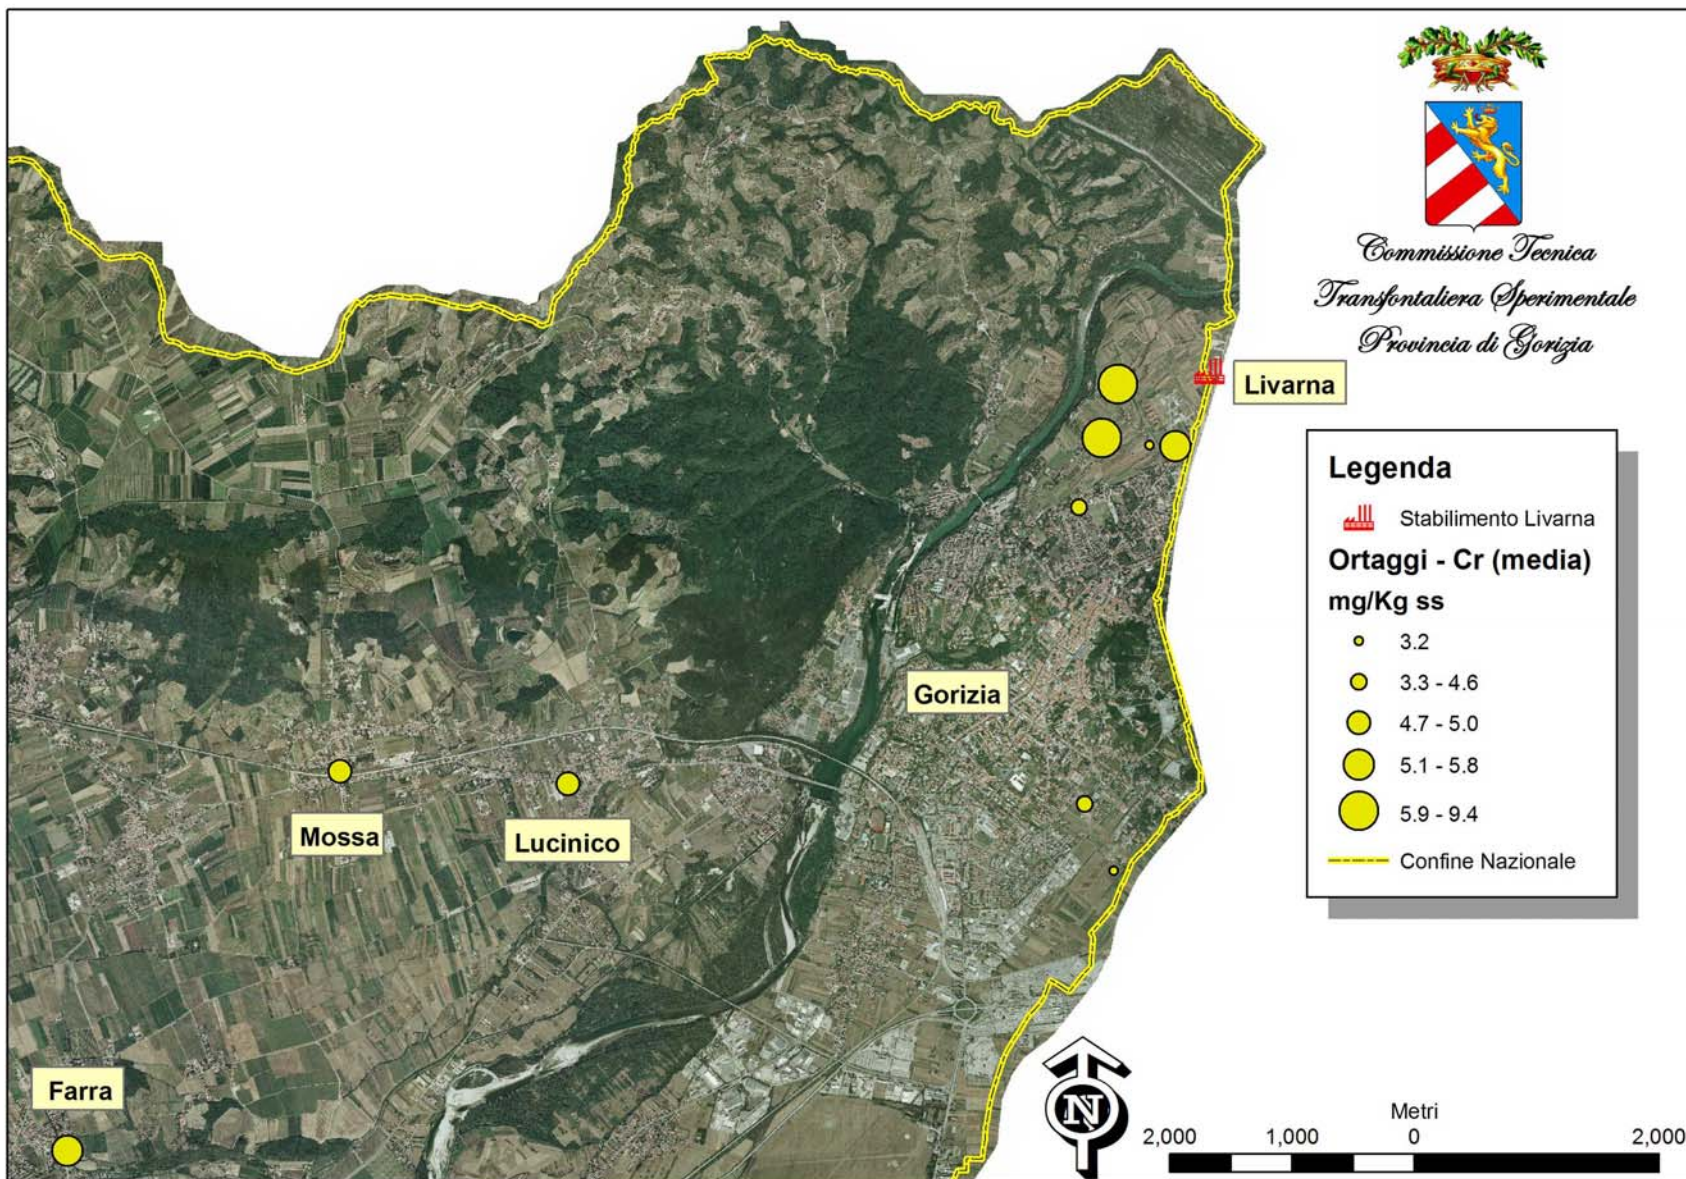 Commissione Tecnica
Transfontaliera Sperimentale
Provincia di Gorizia
Livarna
Legenda
Stabilimento Livarna
Ortaggi - Cr (media)
mg/Kg ss
3.2
3.3 - 4.6
4.7 - 5.0
5.1 - 5.8
5.9 - 9.4
Confine Nazionale
Gorizia
Mossa
Lucinico
Farra
N
Metri
2,000 1,000 0 2,000